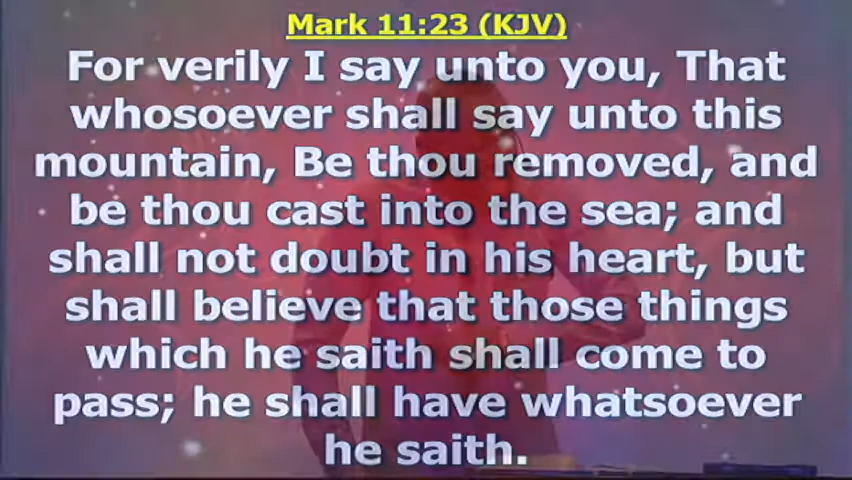 Mark 11:23 (KJV)
For verily I say unto you, That
whosoever shall say unto this
mountain, Be thou removed, and
be thou cast into the sea; and
shall not doubt in his heart, but
shall believe that those things
which he saith shall come to
pass; he shall have whatsoever
he saith.